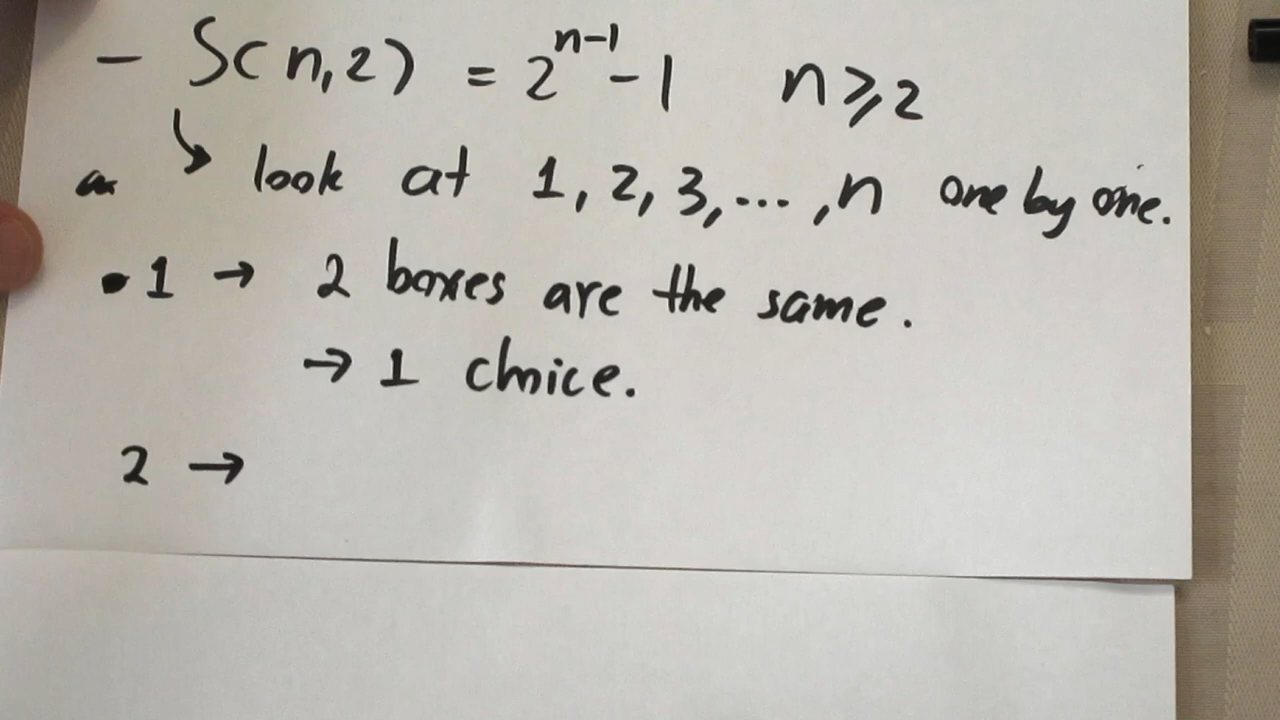 - S(n,2) = 2^{n-1} - 1 n ≥ 2
↳ look at 1, 2, 3, ... , n one by one.
• 1 → 2 boxes are the same.
→ 1 choice.
2 →